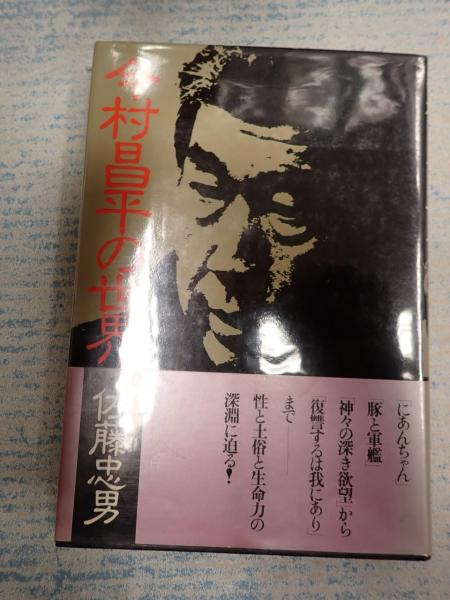 今村昌平の世界
佐藤忠男
「にあんちゃん」
「豚と軍艦」
「神々の深き欲望」から
「復讐するは我にあり」
まで――
性と土俗と生命力の
深淵に迫る!